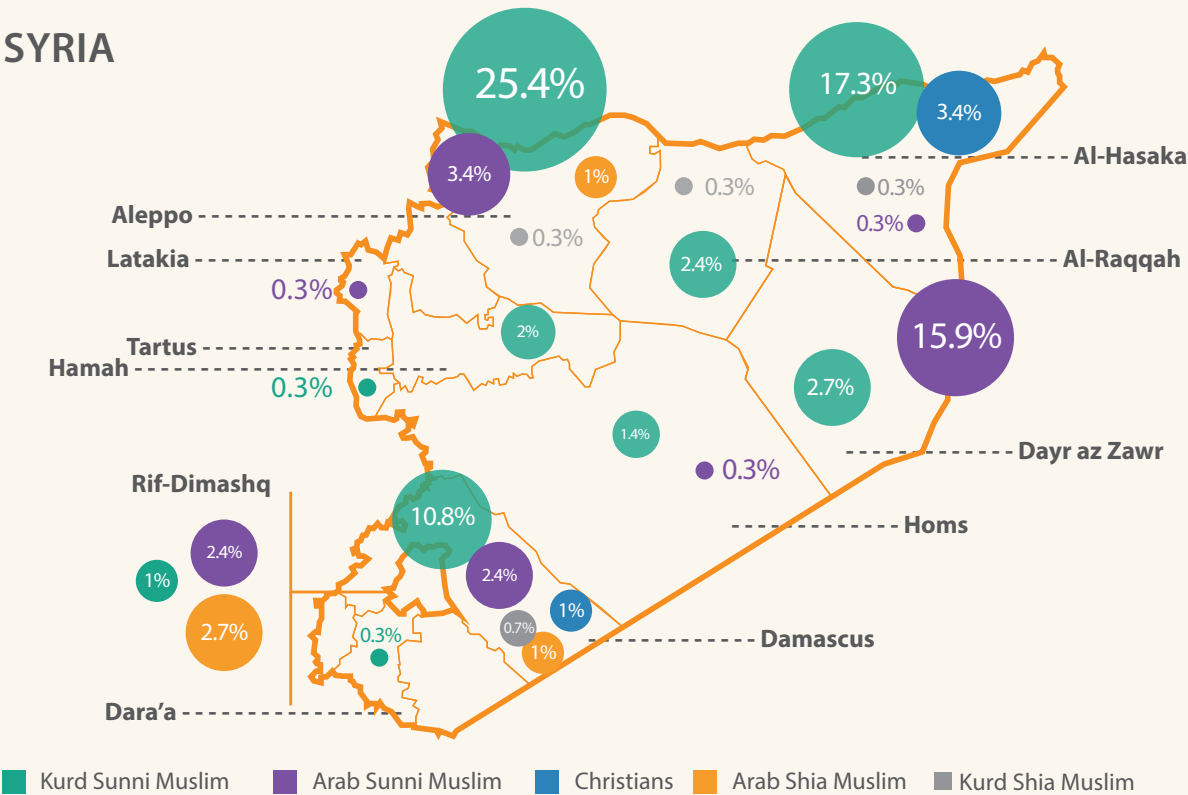 SYRIA
25.4%
17.3%
3.4%
Al-Hasaka
3.4%
1%
0.3%
0.3%
Aleppo
0.3%
0.3%
Latakia
2.4%
Al-Raqqah
0.3%
15.9%
Tartus
2%
Hamah
0.3%
2.7%
1.4%
Dayr az Zawr
0.3%
Rif-Dimashq
10.8%
Homs
2.4%
1%
2.4%
1%
2.7%
0.7%
0.3%
1%
Damascus
Dara’a
Kurd Sunni Muslim Arab Sunni Muslim Christians Arab Shia Muslim Kurd Shia Muslim